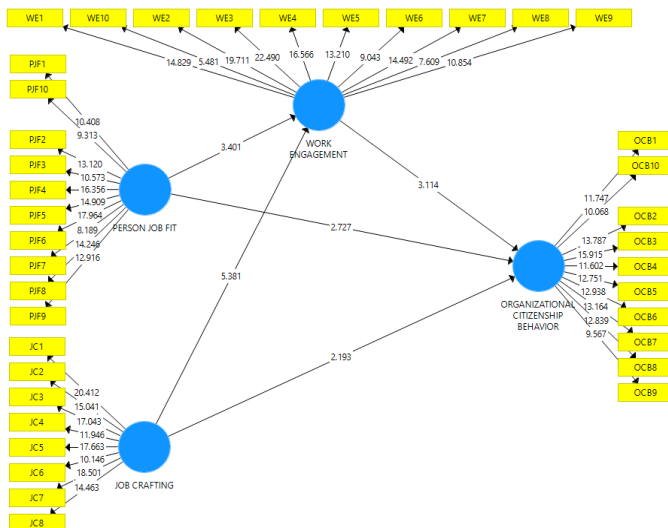 WE1 WE10 WE2 WE3 WE4 WE5 WE6 WE7 WE8 WE9
14.829 5.481 19.711 22.490 16.566 13.210 9.043 14.492 7.609 10.854
WORK
ENGAGEMENT
PJF1
PJF10
PJF2
PJF3
PJF4
PJF5
PJF6
PJF7
PJF8
PJF9
10.408
9.313
13.120
10.573
16.356
14.909
17.964
8.189
14.246
12.916
PERSON JOB FIT
3.401
3.114
2.727
5.381
2.193
OCB1
OCB10
OCB2
OCB3
OCB4
OCB5
OCB6
OCB7
OCB8
OCB9
11.747
10.068
13.787
15.915
11.602
12.751
12.938
13.164
12.839
9.567
ORGANIZATIONAL
CITIZENSHIP
BEHAVIOR
JC1
JC2
JC3
JC4
JC5
JC6
JC7
JC8
20.412
15.041
17.043
11.946
17.663
10.146
18.501
14.463
JOB CRAFTING